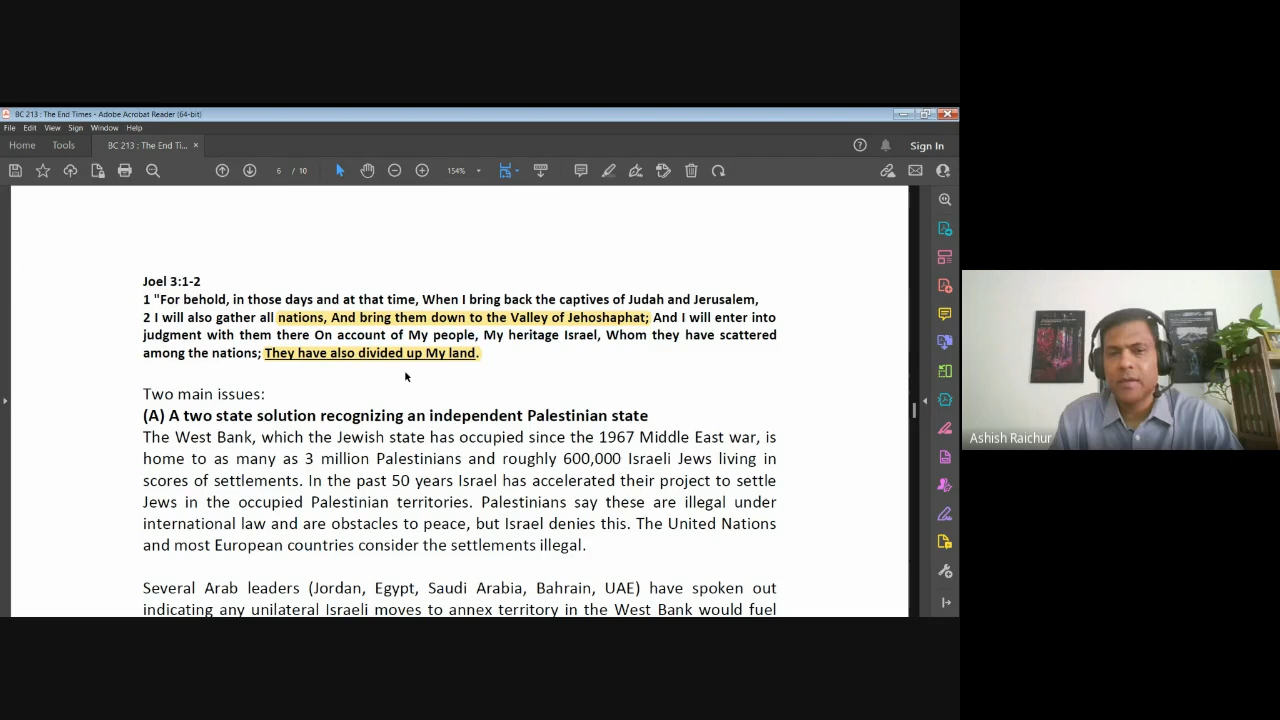 BC 213 : The End Times - Adobe Acrobat Reader (64-bit)
File Edit View Sign Window Help
Home Tools BC 213 : The End Ti... × Sign In
6 / 10 154%
Joel 3:1-2
1 "For behold, in those days and at that time, When I bring back the captives of Judah and Jerusalem,
2 I will also gather all nations, And bring them down to the Valley of Jehoshaphat; And I will enter into
judgment with them there On account of My people, My heritage Israel, Whom they have scattered
among the nations; They have also divided up My land.
Two main issues:
(A) A two state solution recognizing an independent Palestinian state
The West Bank, which the Jewish state has occupied since the 1967 Middle East war, is
home to as many as 3 million Palestinians and roughly 600,000 Israeli Jews living in
scores of settlements. In the past 50 years Israel has accelerated their project to settle
Jews in the occupied Palestinian territories. Palestinians say these are illegal under
international law and are obstacles to peace, but Israel denies this. The United Nations
and most European countries consider the settlements illegal.
Several Arab leaders (Jordan, Egypt, Saudi Arabia, Bahrain, UAE) have spoken out
indicating any unilateral Israeli moves to annex territory in the West Bank would fuel
Ashish Raichur